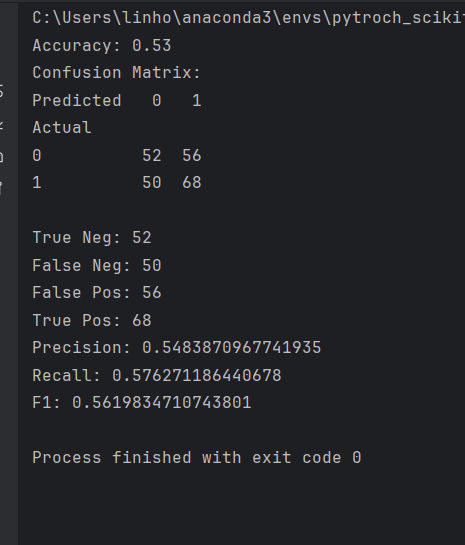 C:\Users\linho\anaconda3\envs\pytroch_sciki
Accuracy: 0.53
Confusion Matrix:
Predicted   0   1
Actual
0          52  56
1          50  68
True Neg: 52
False Neg: 50
False Pos: 56
True Pos: 68
Precision: 0.5483870967741935
Recall: 0.576271186440678
F1: 0.5619834710743801
Process finished with exit code 0